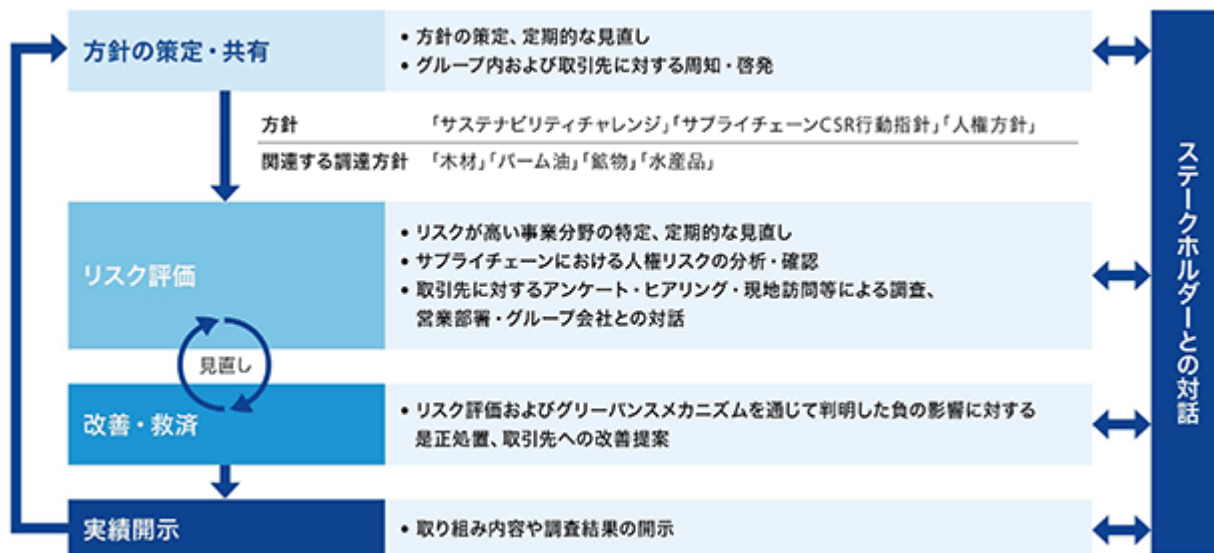 方針の策定・共有
• 方針の策定、定期的な見直し
• グループ内および取引先に対する周知・啓発
方針 「サステナビリティチャレンジ」「サプライチェーンCSR行動指針」「人権方針」
関連する調達方針 「木材」「パーム油」「鉱物」「水産品」
リスク評価
• リスクが高い事業分野の特定、定期的な見直し
• サプライチェーンにおける人権リスクの分析・確認
• 取引先に対するアンケート・ヒアリング・現地訪問等による調査、
営業部署・グループ会社との対話
見直し
改善・救済
• リスク評価およびグリーバンスメカニズムを通じて判明した負の影響に対する
是正処置、取引先への改善提案
実績開示
• 取り組み内容や調査結果の開示
ステークホルダーとの対話